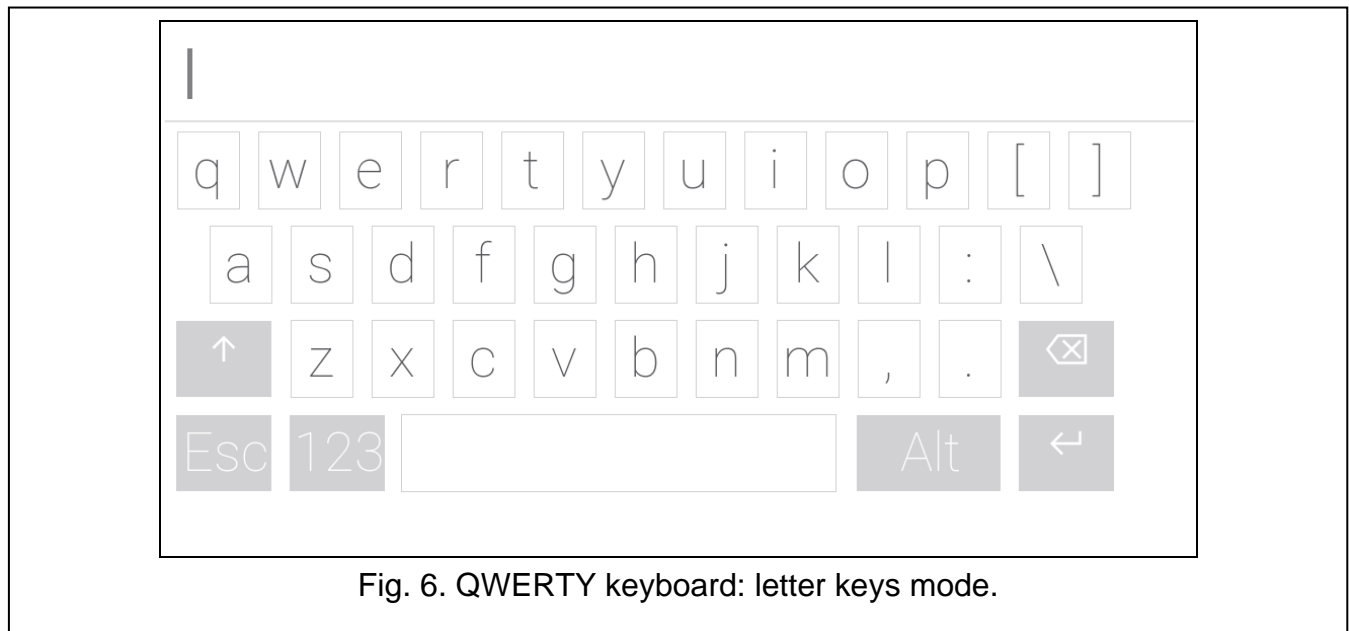 q w e r t y u i o p [ ]
a s d f g h j k l : \
↑ z x c v b n m , . ⌫
Esc 123 Alt ↵
Fig. 6. QWERTY keyboard: letter keys mode.